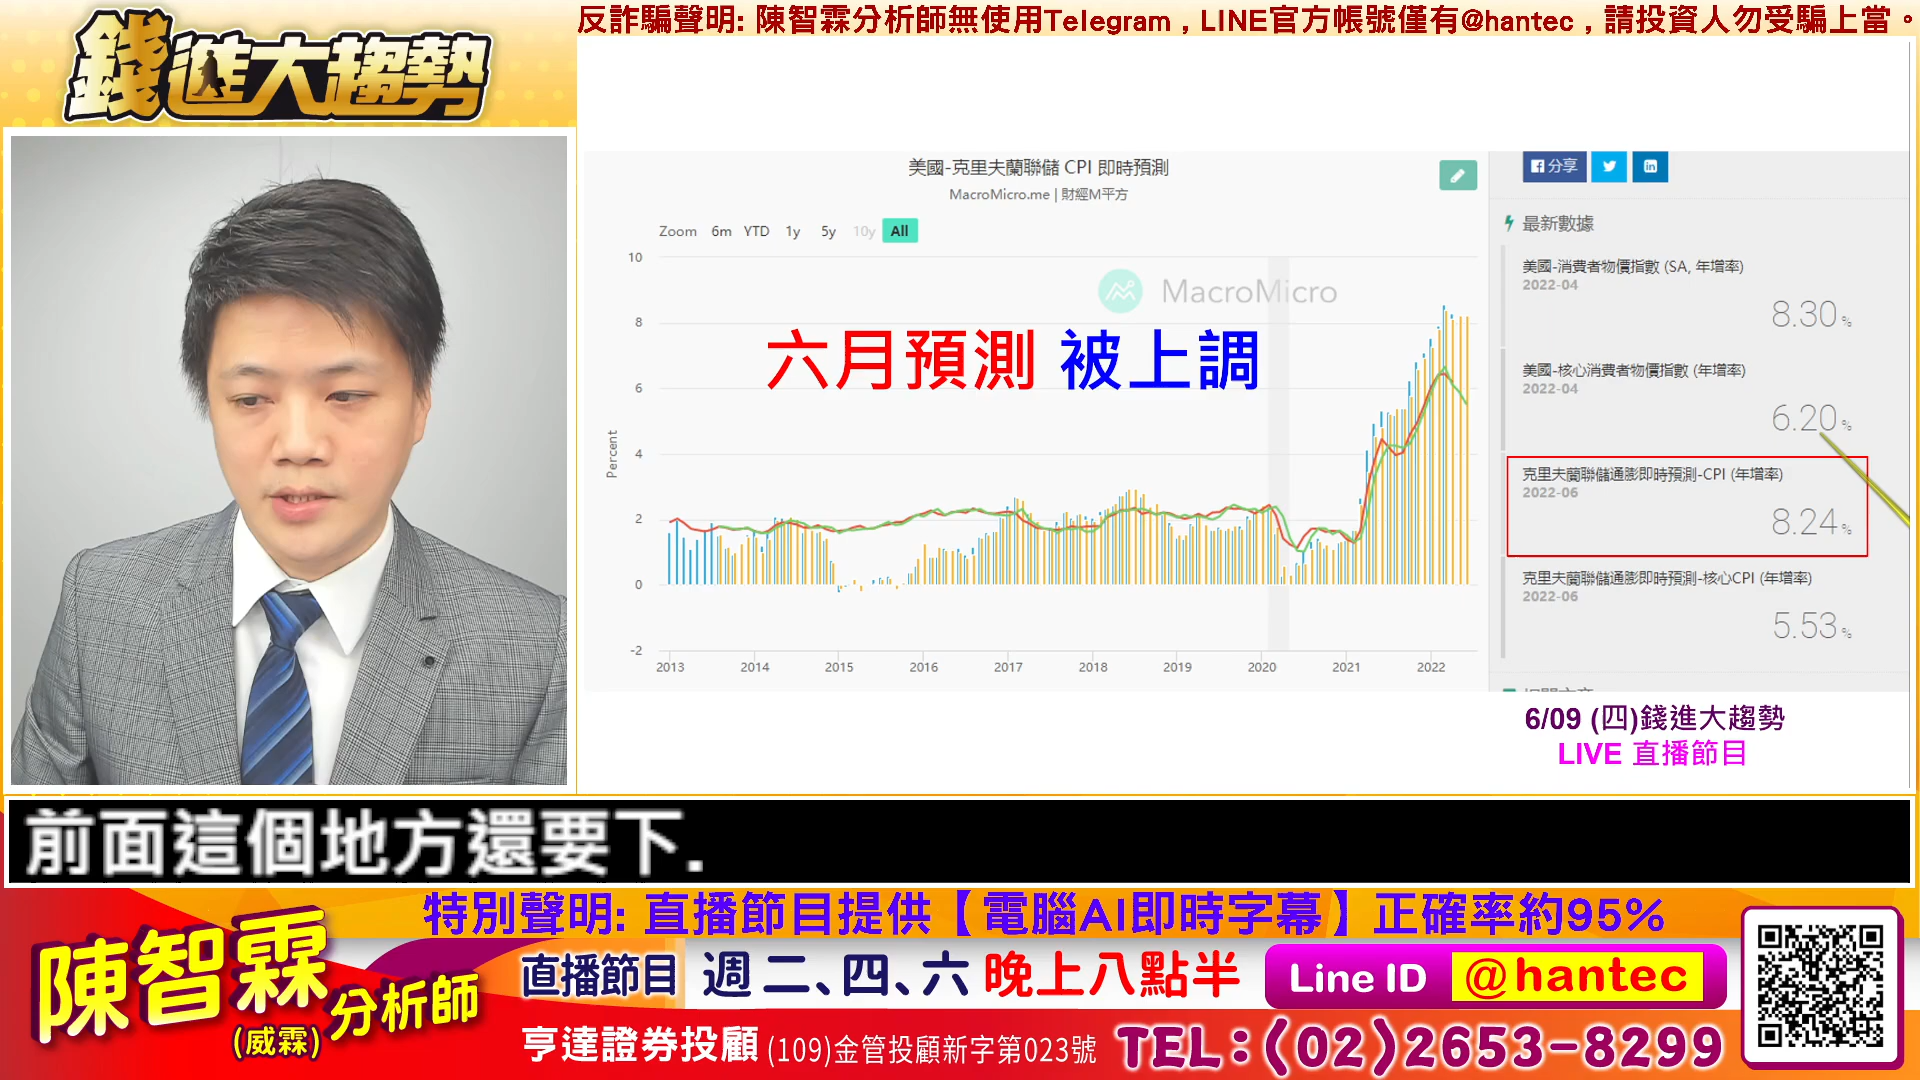 反詐騙聲明: 陳智霖分析師無使用Telegram , LINE官方帳號僅有@hantec , 請投資人勿受騙上當。
錢進大趨勢
美國-克里夫蘭聯儲 CPI 即時預測
MacroMicro.me | 財經M平方
Zoom 6m YTD 1y 5y 10y All
MacroMicro
六月預測 被上調
Percent
10
8
6
4
2
0
-2
2013 2014 2015 2016 2017 2018 2019 2020 2021 2022
分享
最新數據
美國-消費者物價指數 (SA, 年增率)
2022-04
8.30 %
美國-核心消費者物價指數 (年增率)
2022-04
6.20 %
克里夫蘭聯儲通膨即時預測-CPI (年增率)
2022-06
8.24 %
克里夫蘭聯儲通膨即時預測-核心CPI (年增率)
2022-06
5.53 %
6/09 (四)錢進大趨勢
LIVE 直播節目
前面這個地方還要下.
特別聲明: 直播節目提供【電腦AI即時字幕】正確率約95%
陳智霖
(威霖)
分析師
直播節目 週二、四、六 晚上八點半
Line ID @hantec
亨達證券投顧 (109)金管投顧新字第023號 TEL:(02)2653-8299